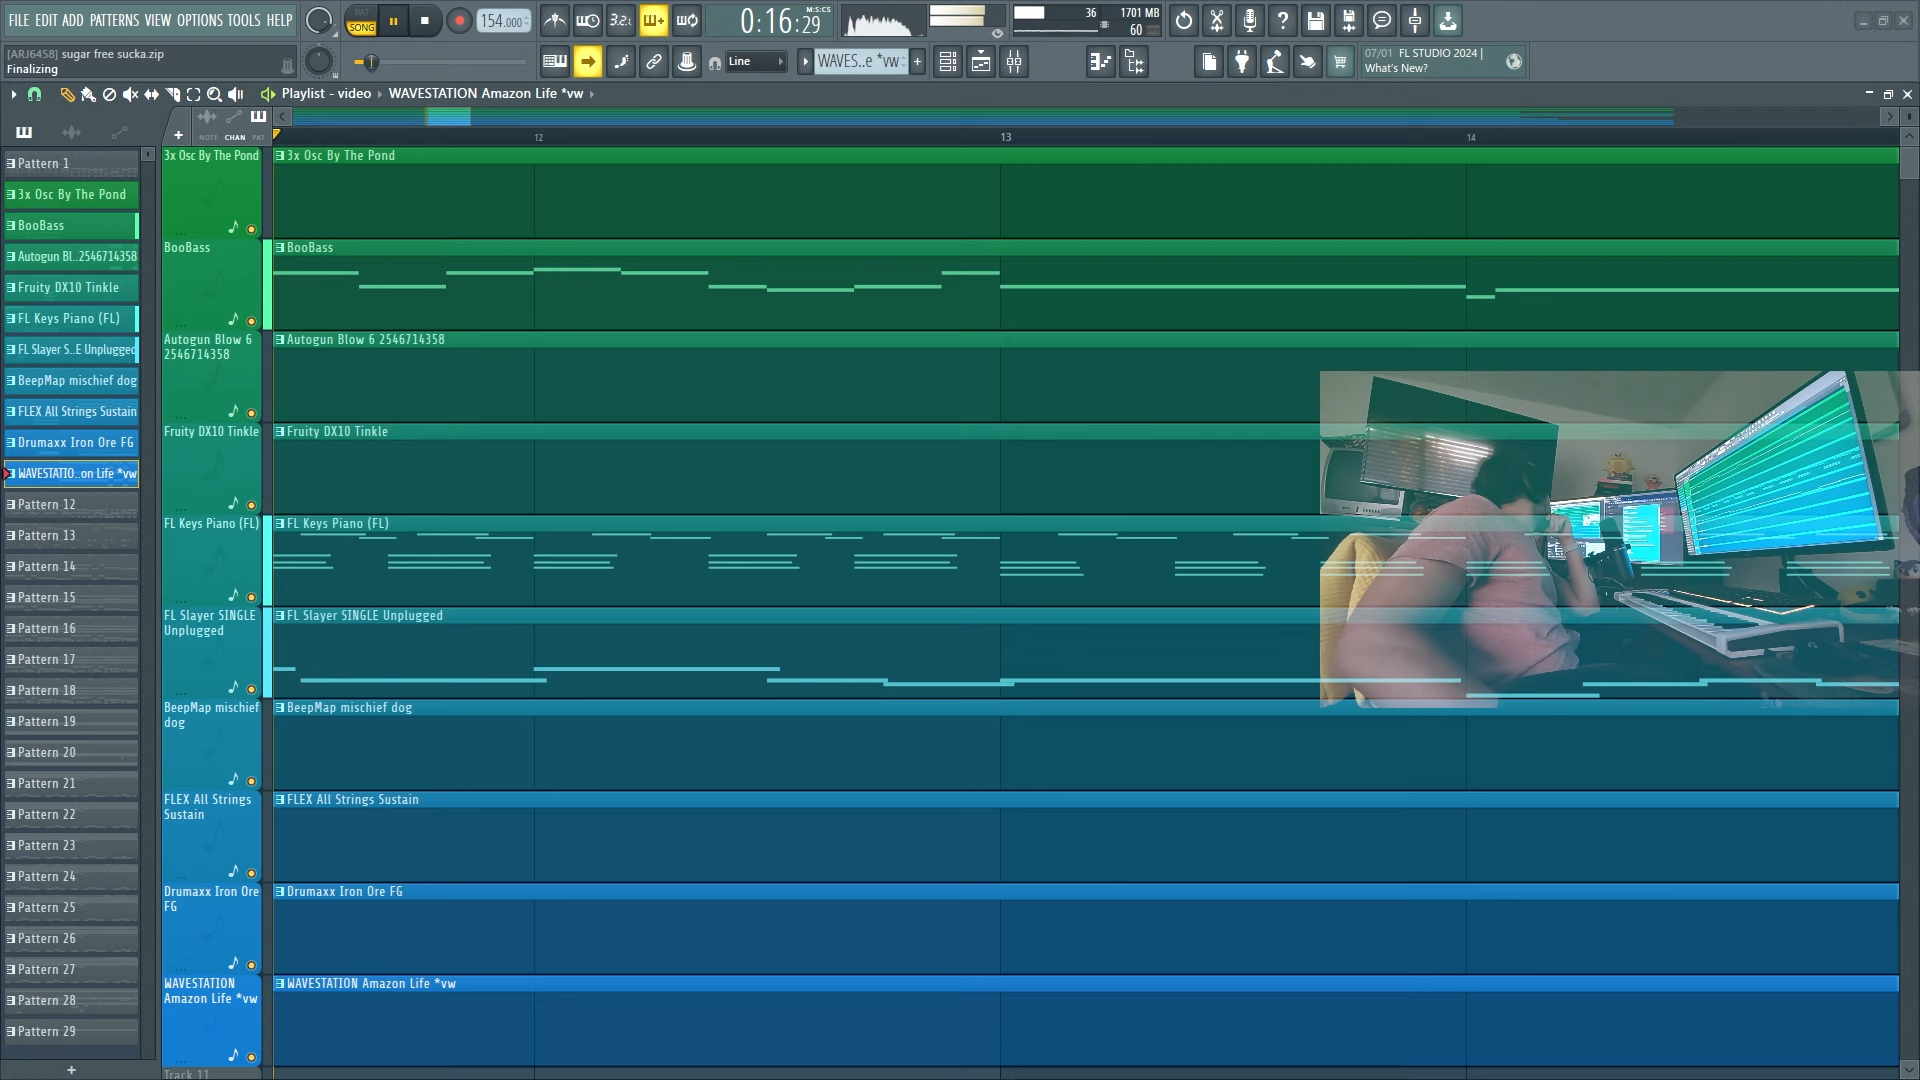 FILE EDIT ADD PATTERNS VIEW OPTIONS TOOLS HELP
PAT
SONG
154.000
3.2.
M:S:CS
0:16:29
36
1701 MB
60
[ARJ6458] sugar free sucka.zip
Finalizing
Line
WAVES..e *vw
+
07/01 FL STUDIO 2024 |
What's New?
Playlist - video
WAVESTATION Amazon Life *vw
NOTE CHAN PAT
12
13
14
Pattern 1
3x Osc By The Pond
BooBass
Autogun Bl..2546714358
Fruity DX10 Tinkle
FL Keys Piano (FL)
FL Slayer S..E Unplugged
BeepMap mischief dog
FLEX All Strings Sustain
Drumaxx Iron Ore FG
WAVESTATIO..on Life *vw
Pattern 12
Pattern 13
Pattern 14
Pattern 15
Pattern 16
Pattern 17
Pattern 18
Pattern 19
Pattern 20
Pattern 21
Pattern 22
Pattern 23
Pattern 24
Pattern 25
Pattern 26
Pattern 27
Pattern 28
Pattern 29
+
3x Osc By The Pond
3x Osc By The Pond
BooBass
BooBass
Autogun Blow 6
2546714358
Autogun Blow 6 2546714358
Fruity DX10 Tinkle
Fruity DX10 Tinkle
FL Keys Piano (FL)
FL Keys Piano (FL)
FL Slayer SINGLE
Unplugged
FL Slayer SINGLE Unplugged
BeepMap mischief
dog
BeepMap mischief dog
FLEX All Strings
Sustain
FLEX All Strings Sustain
Drumaxx Iron Ore
FG
Drumaxx Iron Ore FG
WAVESTATION
Amazon Life *vw
WAVESTATION Amazon Life *vw
Track 11